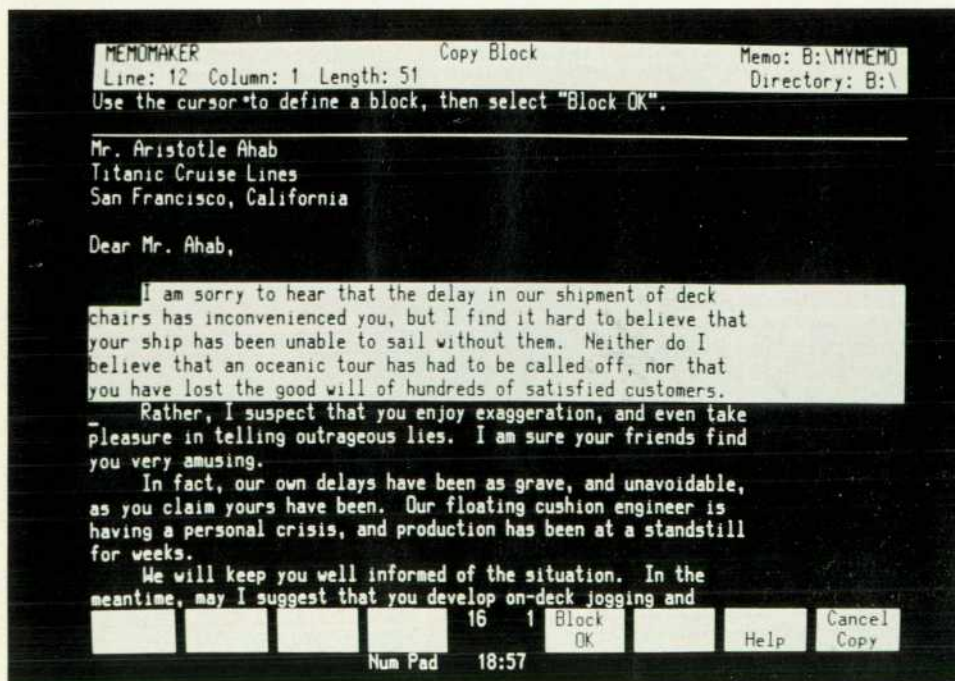 MEMOMAKER Copy Block Memo: B:\MYMEMO
Line: 12 Column: 1 Length: 51 Directory: B:\
Use the cursor to define a block, then select "Block OK".
Mr. Aristotle Ahab
Titanic Cruise Lines
San Francisco, California
Dear Mr. Ahab,
I am sorry to hear that the delay in our shipment of deck
chairs has inconvenienced you, but I find it hard to believe that
your ship has been unable to sail without them. Neither do I
believe that an oceanic tour has had to be called off, nor that
you have lost the good will of hundreds of satisfied customers.
Rather, I suspect that you enjoy exaggeration, and even take
pleasure in telling outrageous lies. I am sure your friends find
you very amusing.
In fact, our own delays have been as grave, and unavoidable,
as you claim yours have been. Our floating cushion engineer is
having a personal crisis, and production has been at a standstill
for weeks.
We will keep you well informed of the situation. In the
meantime, may I suggest that you develop on-deck jogging and
16 1 Block Cancel
OK Help Copy
Num Pad 18:57